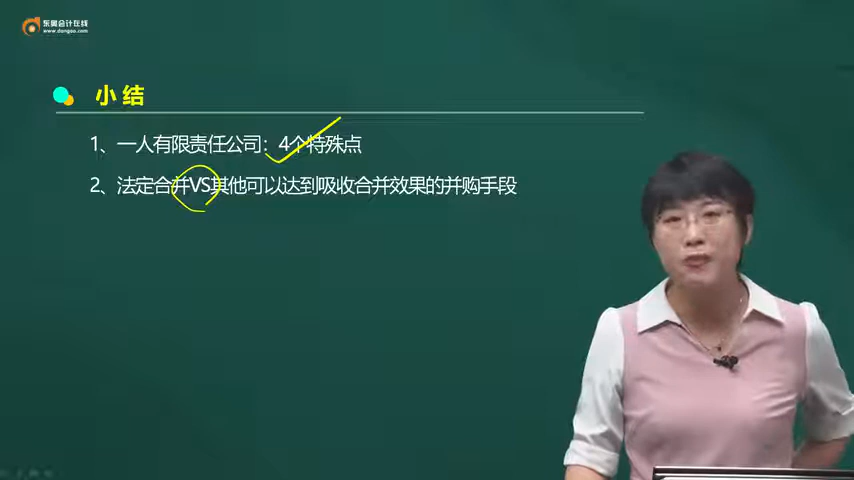 东奥会计在线
www.dongao.com
小结
1、一人有限责任公司：4个特殊点
2、法定合并VS其他可以达到吸收合并效果的并购手段